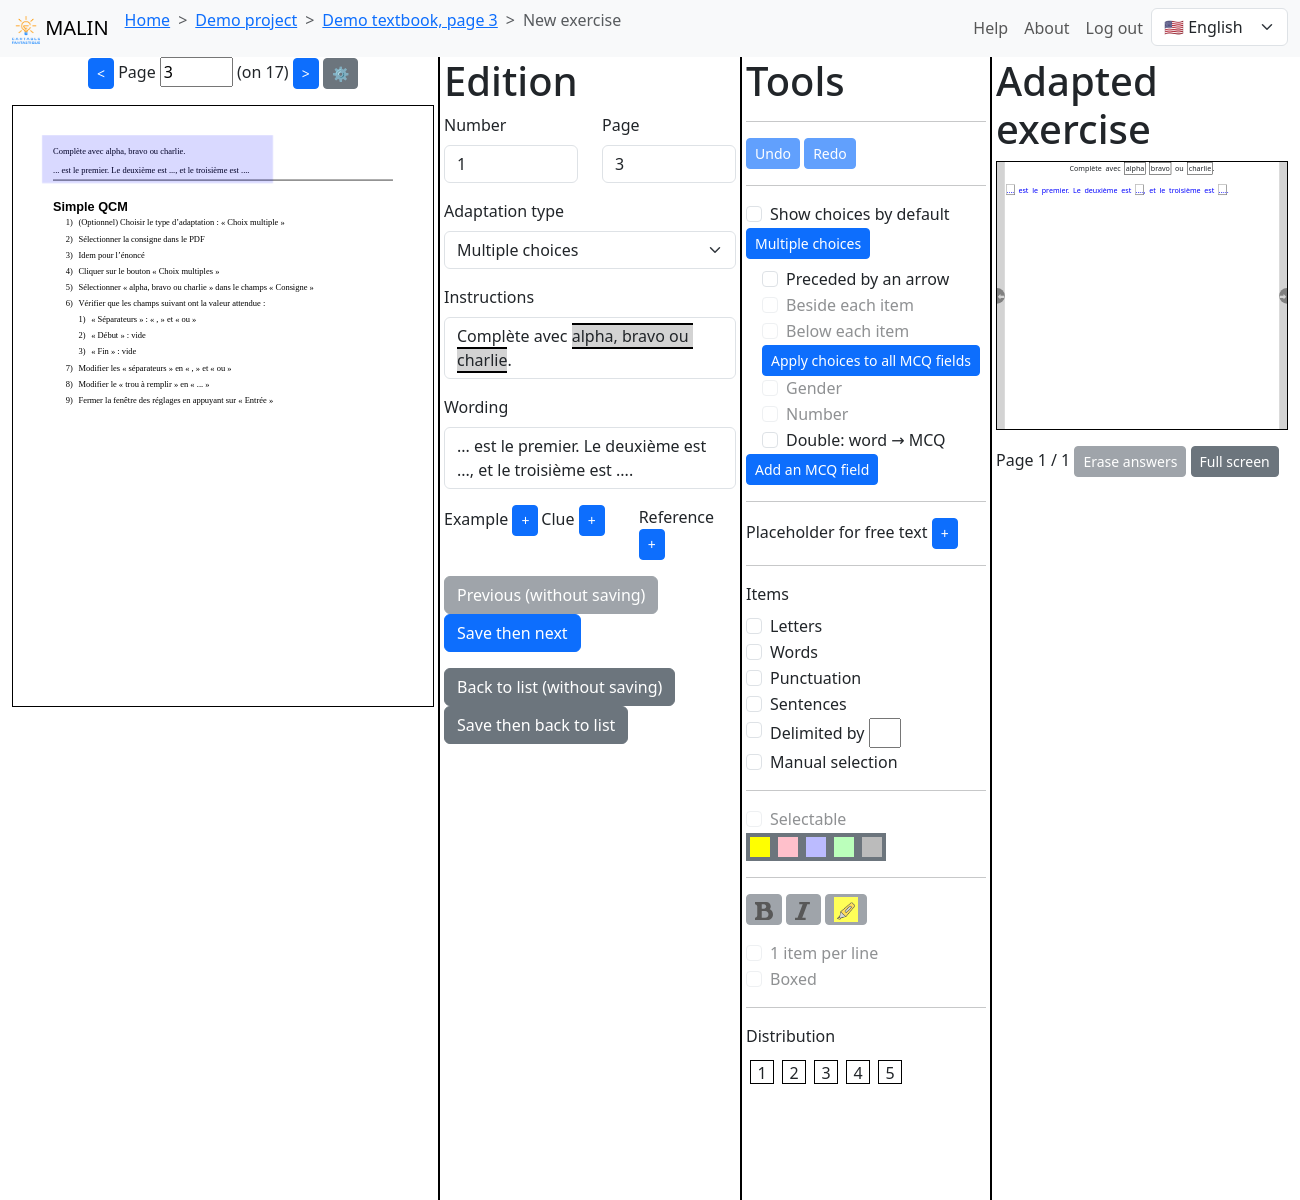 MALIN
Home > Demo project > Demo textbook, page 3 > New exercise
Help About Log out 🇺🇸 English
< Page 3 (on 17) > ⚙️
Complète avec alpha, bravo ou charlie.
... est le premier. Le deuxième est ..., et le troisième est ....
Simple QCM
1) (Optionnel) Choisir le type d’adaptation : « Choix multiple »
2) Sélectionner la consigne dans le PDF
3) Idem pour l’énoncé
4) Cliquer sur le bouton « Choix multiples »
5) Sélectionner « alpha, bravo ou charlie » dans le champs « Consigne »
6) Vérifier que les champs suivant ont la valeur attendue :
1) « Séparateurs » : « , » et « ou »
2) « Début » : vide
3) « Fin » : vide
7) Modifier les « séparateurs » en « , » et « ou »
8) Modifier le « trou à remplir » en « ... »
9) Fermer la fenêtre des réglages en appuyant sur « Entrée »
Edition
Number Page
1 3
Adaptation type
Multiple choices
Instructions
Complète avec alpha, bravo ou
charlie.
Wording
... est le premier. Le deuxième est
..., et le troisième est ....
Example + Clue + Reference
+
Previous (without saving)
Save then next
Back to list (without saving)
Save then back to list
Tools
Undo Redo
Show choices by default
Multiple choices
Preceded by an arrow
Beside each item
Below each item
Apply choices to all MCQ fields
Gender
Number
Double: word → MCQ
Add an MCQ field
Placeholder for free text +
Items
Letters
Words
Punctuation
Sentences
Delimited by
Manual selection
Selectable
B I
1 item per line
Boxed
Distribution
1 2 3 4 5
Adapted
exercise
Complète avec alpha bravo ou charlie.
... est le premier. Le deuxième est ..., et le troisième est ....
Page 1 / 1 Erase answers Full screen